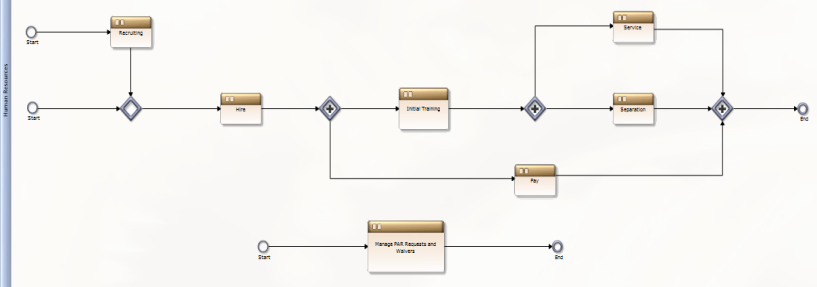 Human Resources
Start
Recruiting
Service
Start
Hire
Initial Training
Separation
End
Pay
Start
Manage PAR Requests and
Waivers
End